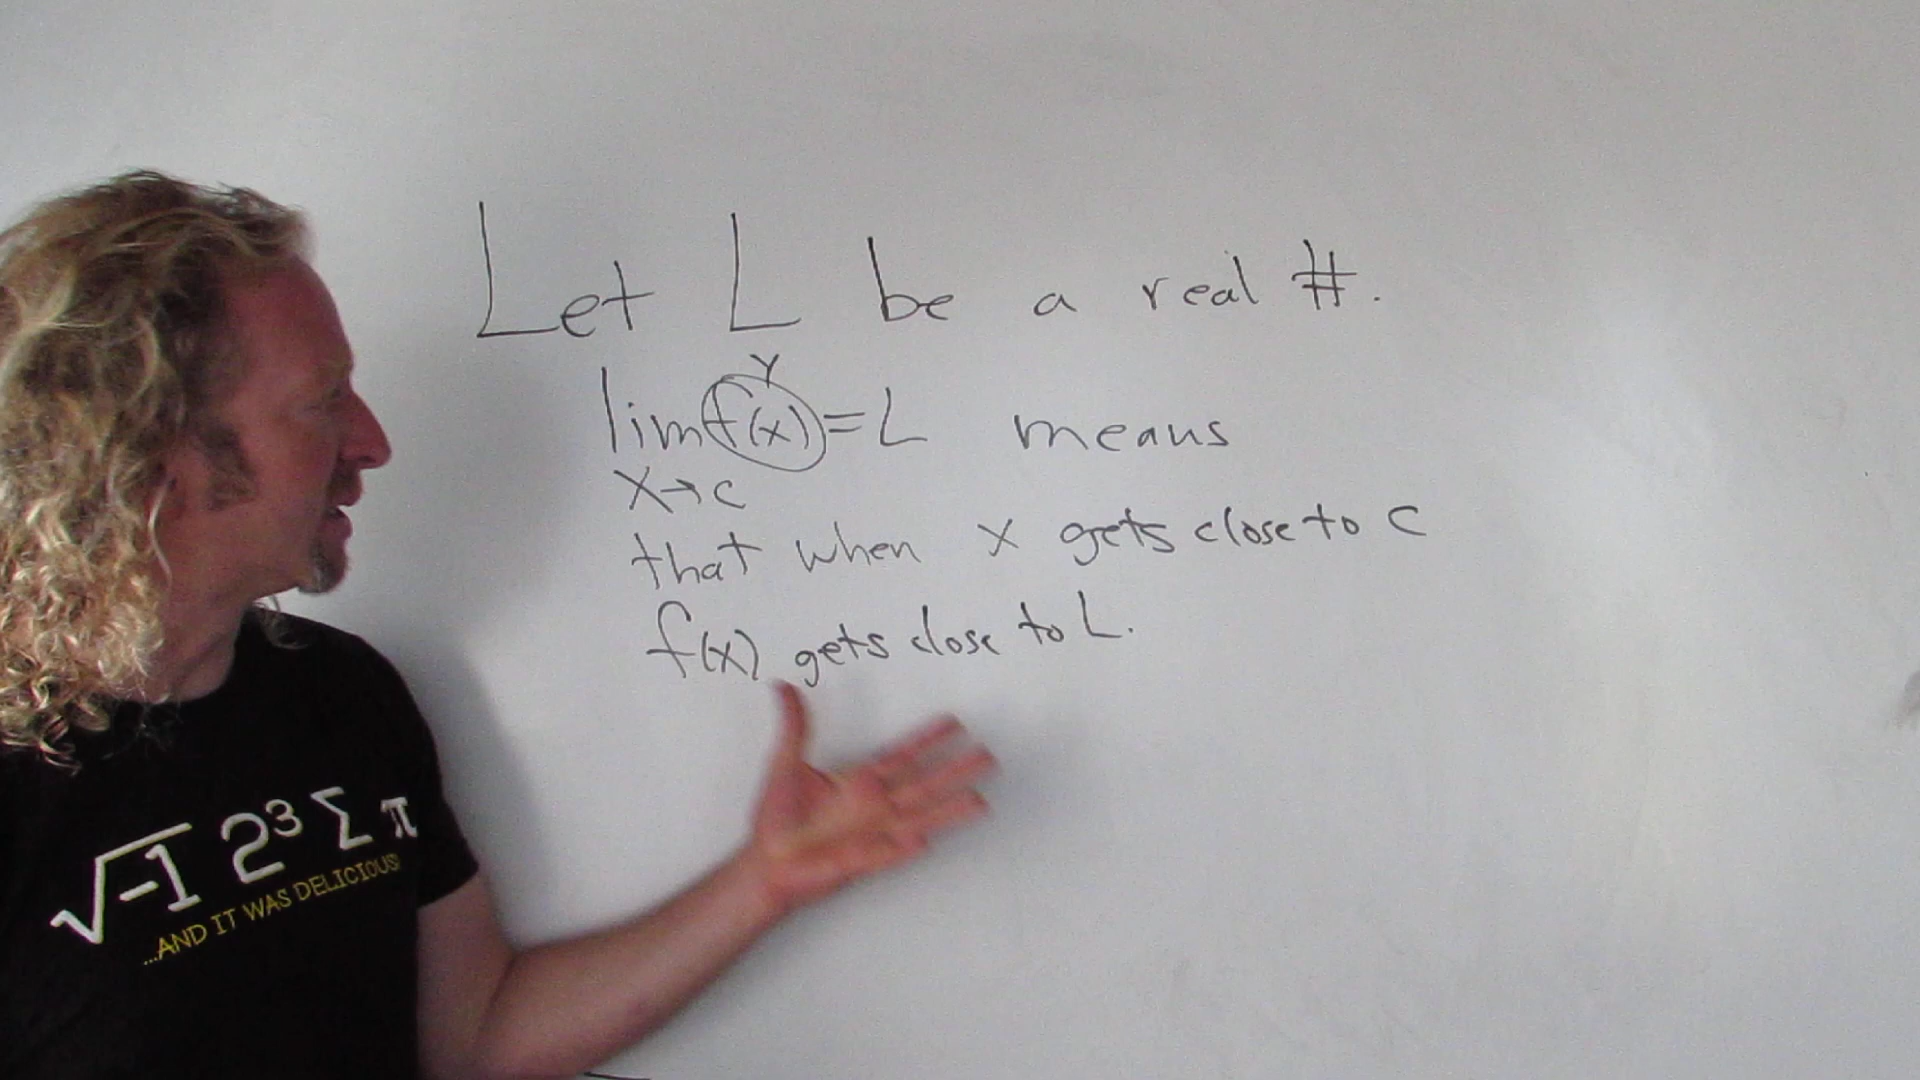 Let L be a real #.
Y
lim f(x) = L means
x→c
that when x gets close to c
f(x) gets close to L.
√-1 2³ Σ π
...AND IT WAS DELICIOUS!